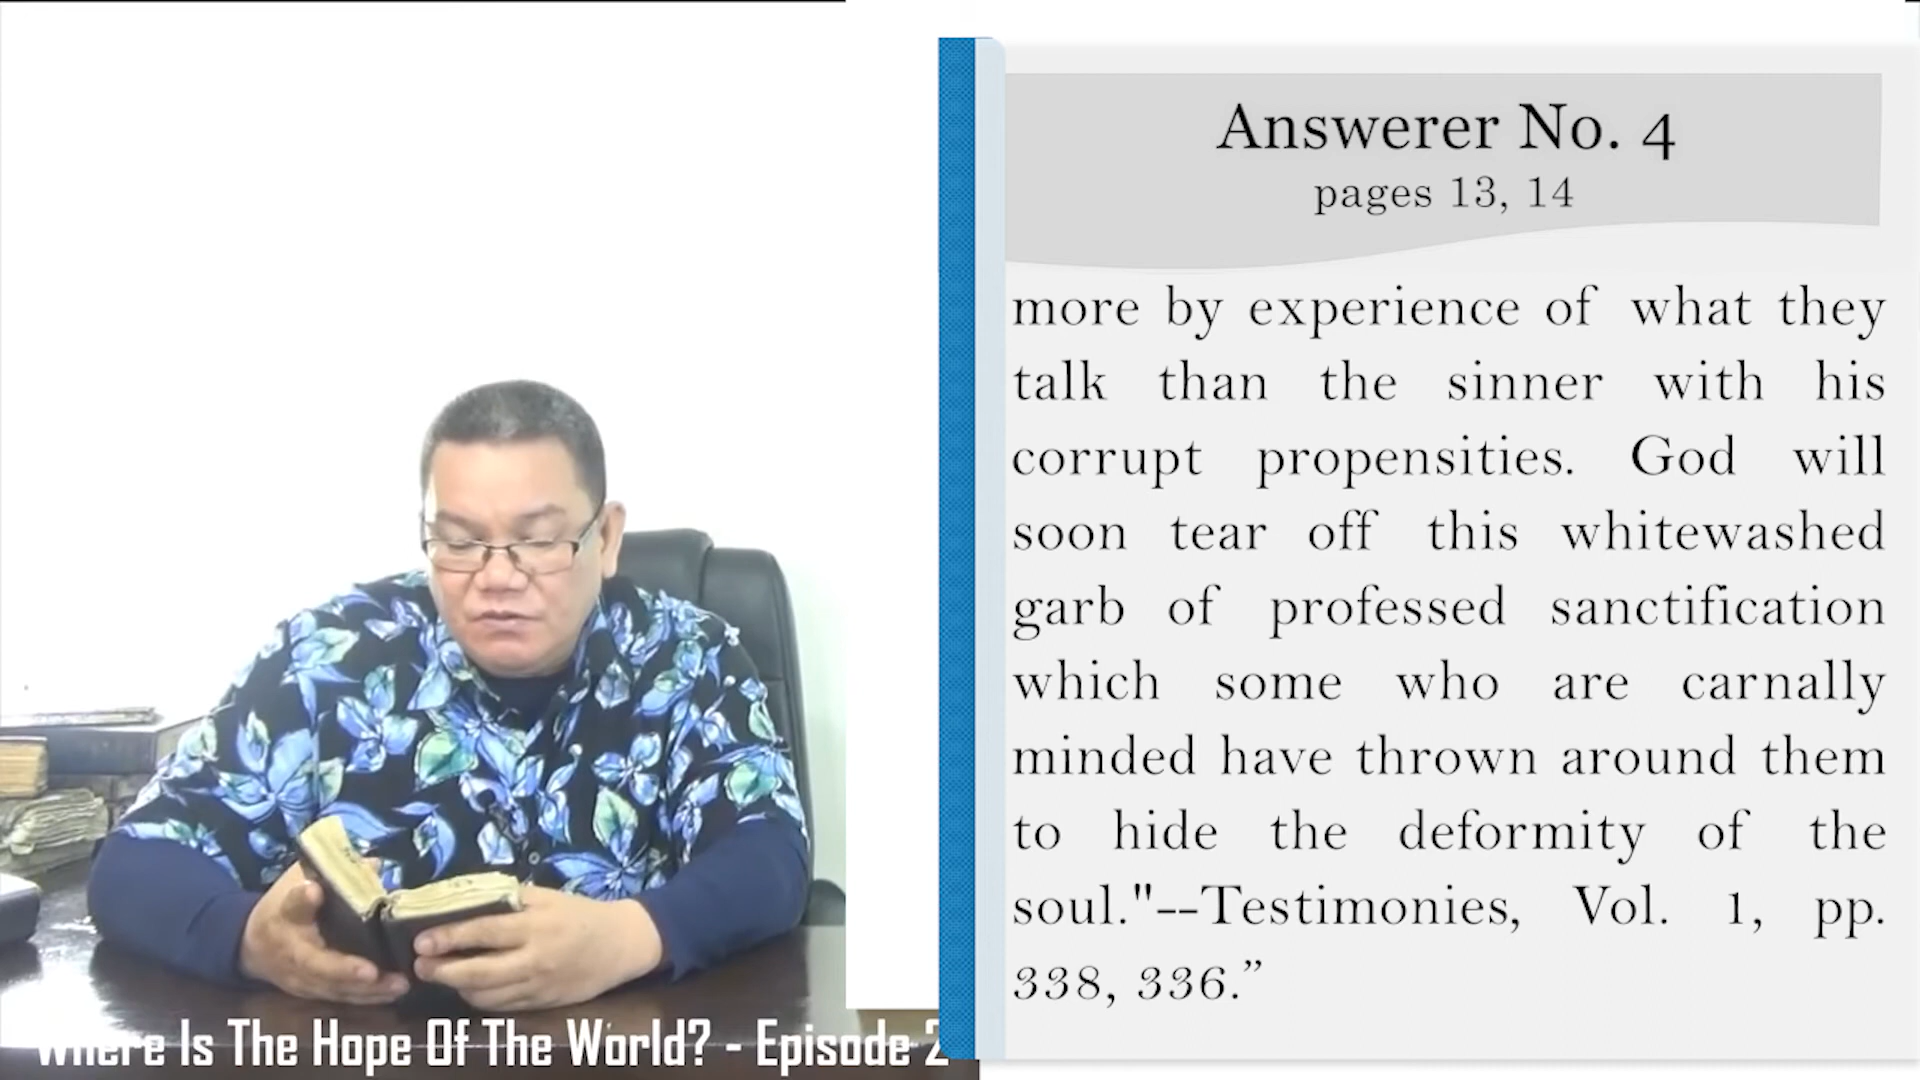 Answerer No. 4
pages 13, 14
more by experience of what they
talk than the sinner with his
corrupt propensities. God will
soon tear off this whitewashed
garb of professed sanctification
which some who are carnally
minded have thrown around them
to hide the deformity of the
soul."--Testimonies, Vol. 1, pp.
338, 336.”
Where Is The Hope Of The World? - Episode 2